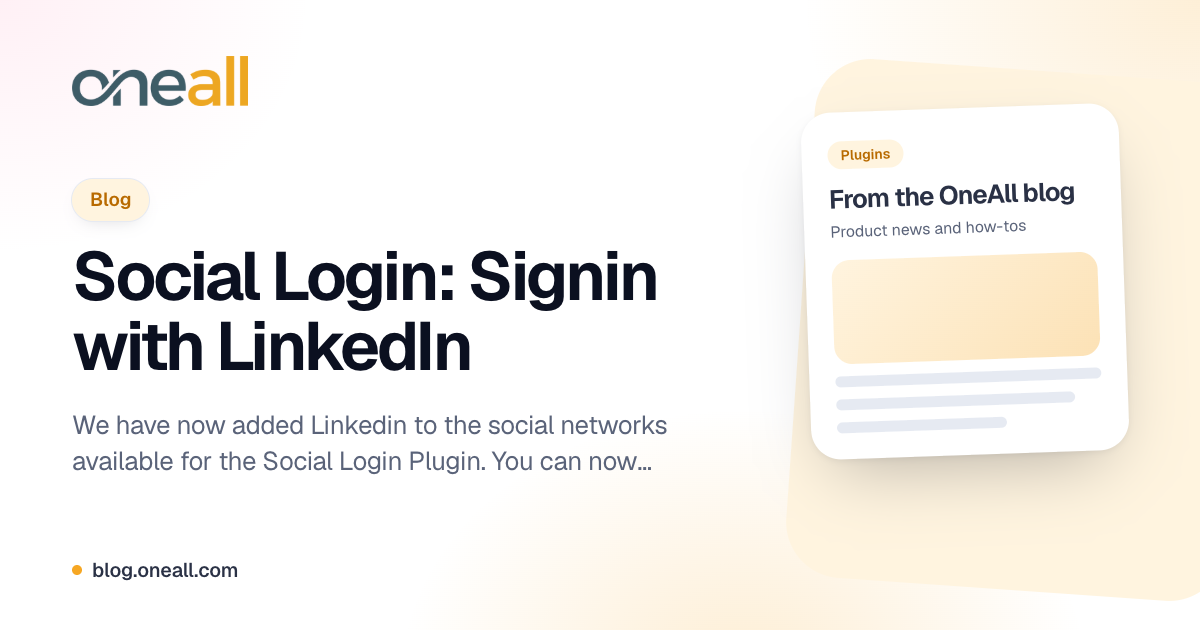 oneall
Blog
Social Login: Signin
with LinkedIn
We have now added Linkedin to the social networks
available for the Social Login Plugin. You can now...
blog.oneall.com
Plugins
From the OneAll blog
Product news and how-tos